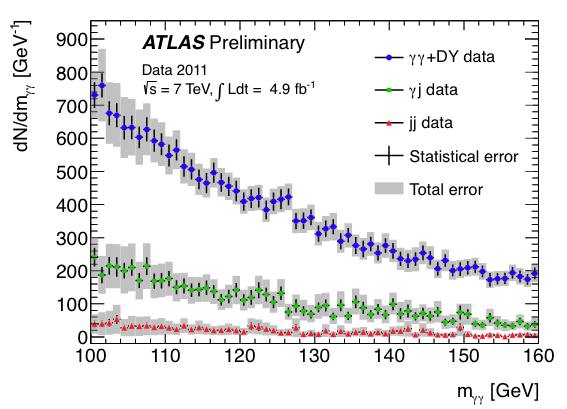 dN/dmγγ [GeV⁻¹]
900
800
700
600
500
400
300
200
100
0
ATLAS Preliminary
Data 2011
√s = 7 TeV, ∫ Ldt = 4.9 fb⁻¹
γγ+DY data
γj data
jj data
Statistical error
Total error
100 110 120 130 140 150 160
mγγ [GeV]